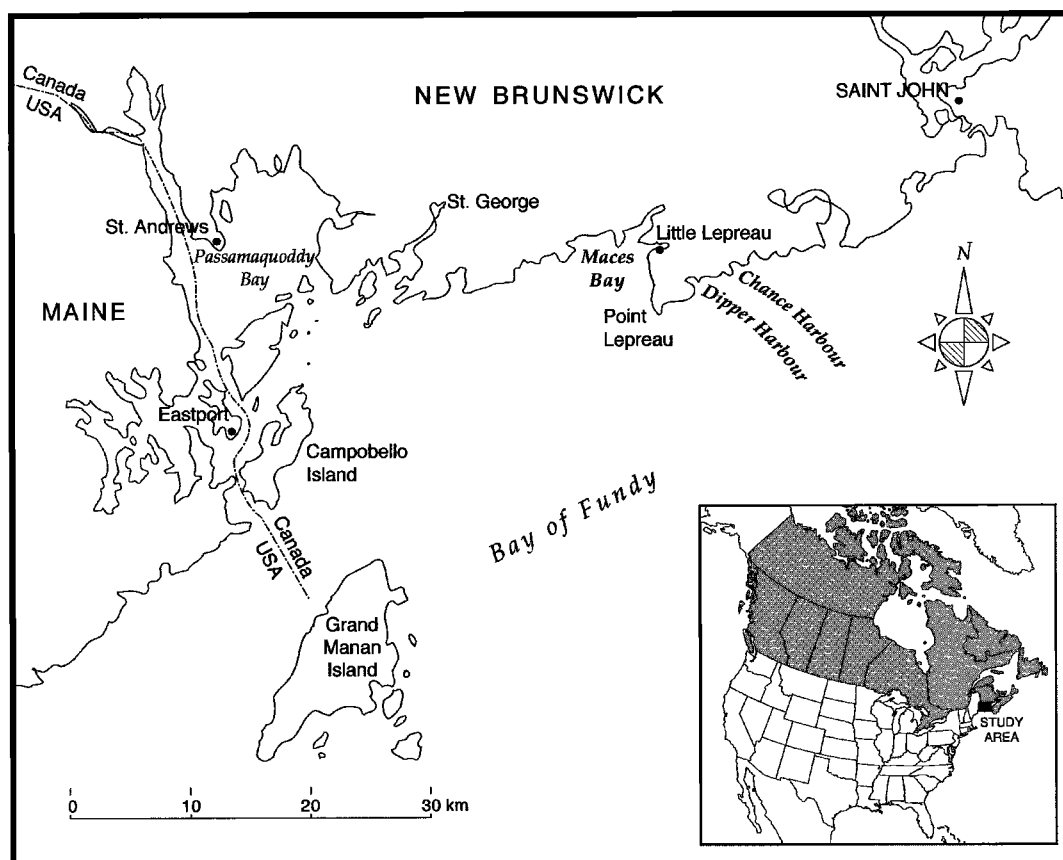 Canada
USA
NEW BRUNSWICK
SAINT JOHN
St. George
St. Andrews
Passamaquoddy
Bay
Little Lepreau
Maces
Bay
MAINE
Point
Lepreau
Chance Harbour
Dipper Harbour
N
Eastport
Campobello
Island
Bay of Fundy
Canada
USA
Grand
Manan
Island
STUDY
AREA
0 10 20 30 km